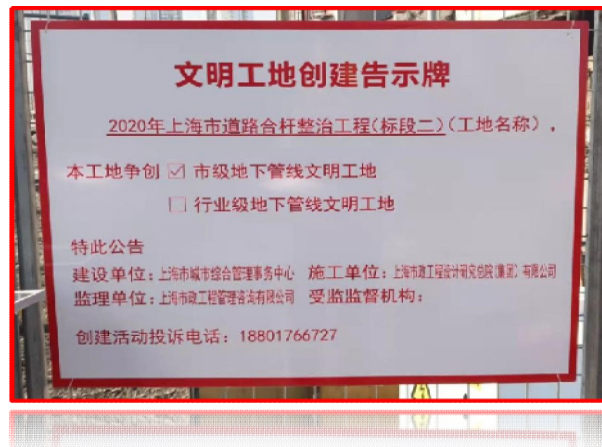 文明工地创建告示牌
2020年上海市道路合杆整治工程(标段二)(工地名称)，
本工地争创 ☑ 市级地下管线文明工地
☐ 行业级地下管线文明工地
特此公告
建设单位：上海市城市综合管理事务中心 施工单位：上海市政工程设计研究总院(集团)有限公司
监理单位：上海市政工程管理咨询有限公司 受监监督机构：
创建活动投诉电话：18801766727